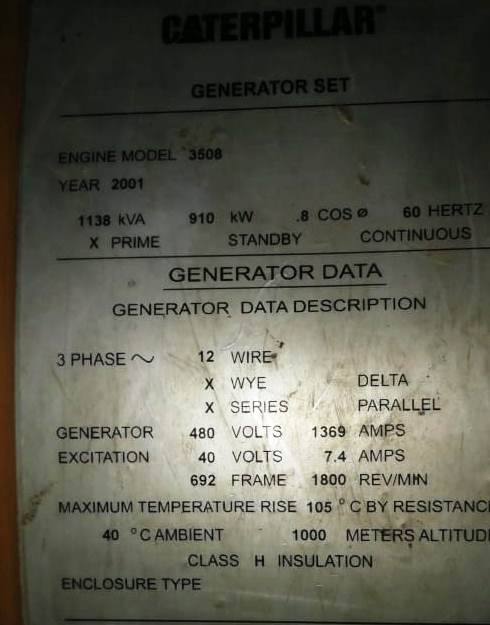 CATERPILLAR
GENERATOR SET
ENGINE MODEL 3508
YEAR 2001
1138 kVA 910 kW .8 COS Ø 60 HERTZ
X PRIME STANDBY CONTINUOUS
GENERATOR DATA
GENERATOR DATA DESCRIPTION
3 PHASE ~ 12 WIRE
X WYE DELTA
X SERIES PARALLEL
GENERATOR 480 VOLTS 1369 AMPS
EXCITATION 40 VOLTS 7.4 AMPS
692 FRAME 1800 REV/MIN
MAXIMUM TEMPERATURE RISE 105 °C BY RESISTANC
40 °C AMBIENT 1000 METERS ALTITUD
CLASS H INSULATION
ENCLOSURE TYPE